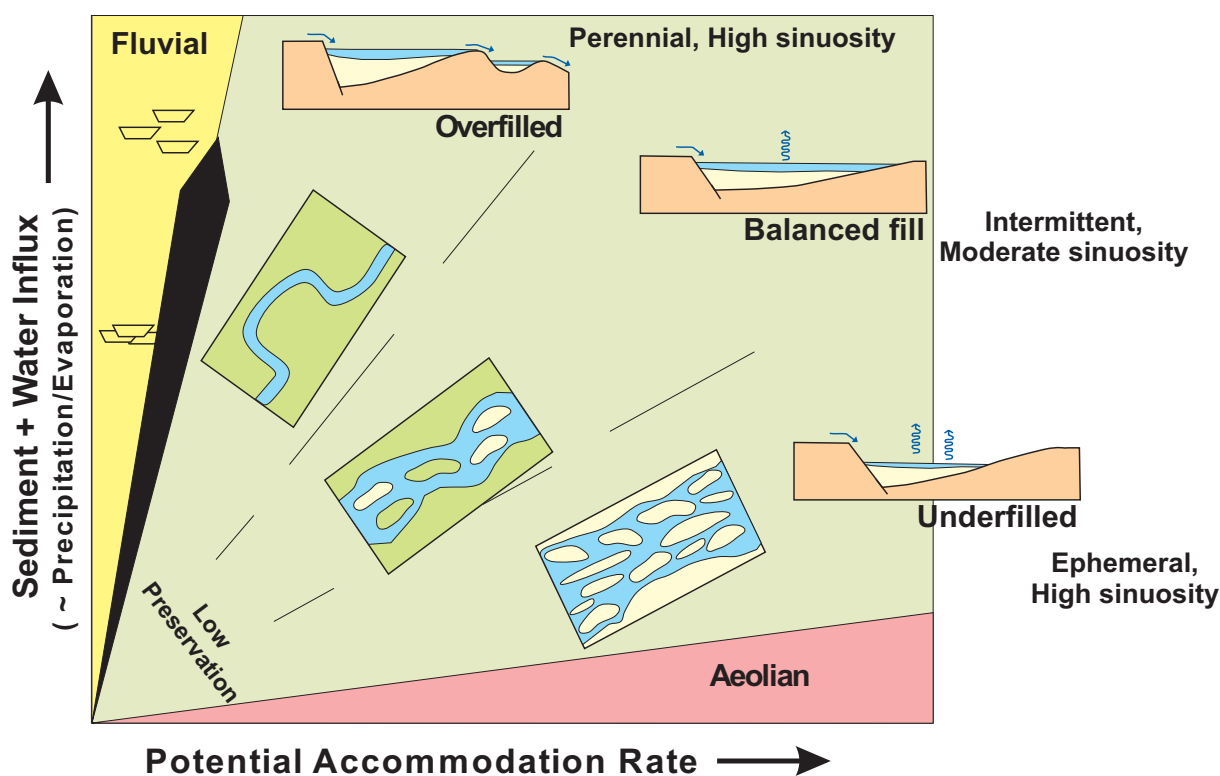 Fluvial
Perennial, High sinuosity
Overfilled
Balanced fill
Intermittent,
Moderate sinuosity
Underfilled
Ephemeral,
High sinuosity
Low
Preservation
Aeolian
Sediment + Water Influx
( ~ Precipitation/Evaporation)
Potential Accommodation Rate